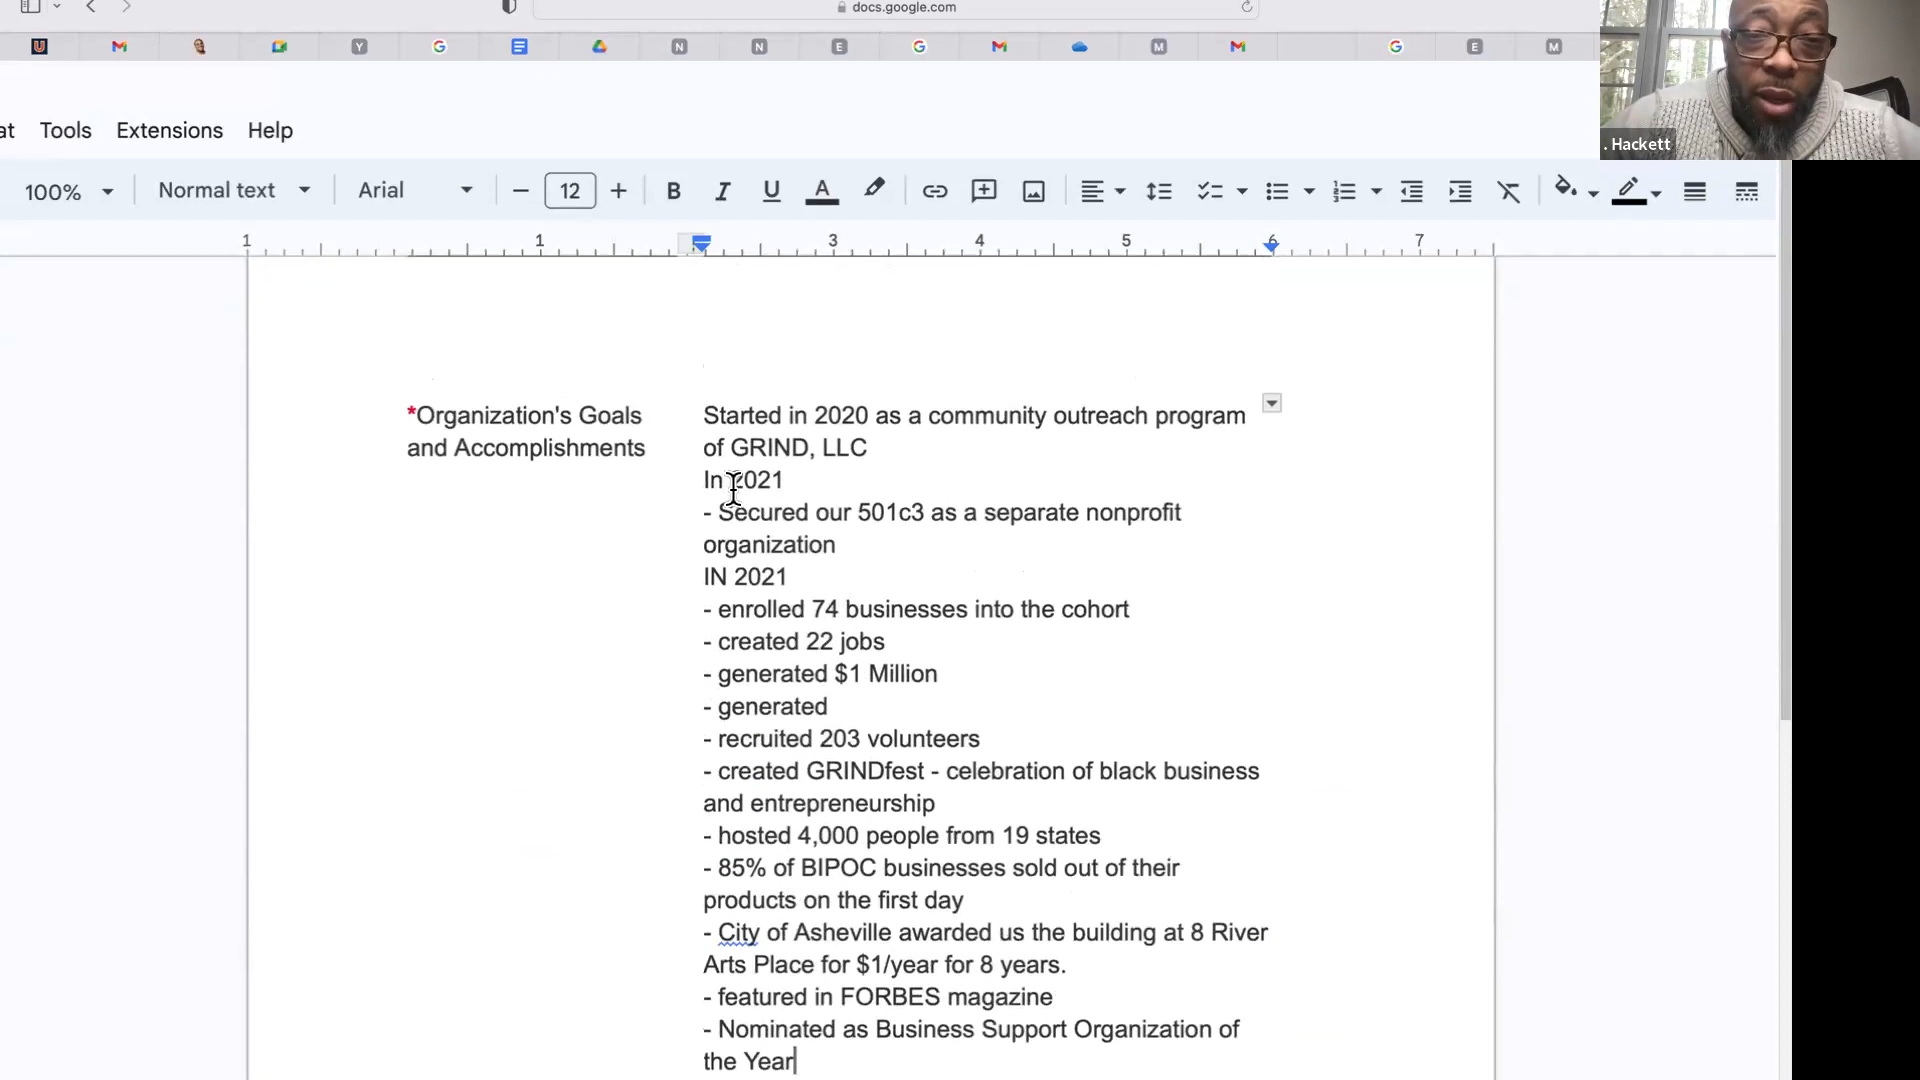 docs.google.com
U
Y
N
N
E
M
E
M
. Hackett
at Tools Extensions Help
100% Normal text Arial 12 B I U A
1 1 3 4 5 6 7
*Organization's Goals
and Accomplishments
Started in 2020 as a community outreach program
of GRIND, LLC
In 2021
- Secured our 501c3 as a separate nonprofit
organization
IN 2021
- enrolled 74 businesses into the cohort
- created 22 jobs
- generated $1 Million
- generated
- recruited 203 volunteers
- created GRINDfest - celebration of black business
and entrepreneurship
- hosted 4,000 people from 19 states
- 85% of BIPOC businesses sold out of their
products on the first day
- City of Asheville awarded us the building at 8 River
Arts Place for $1/year for 8 years.
- featured in FORBES magazine
- Nominated as Business Support Organization of
the Year